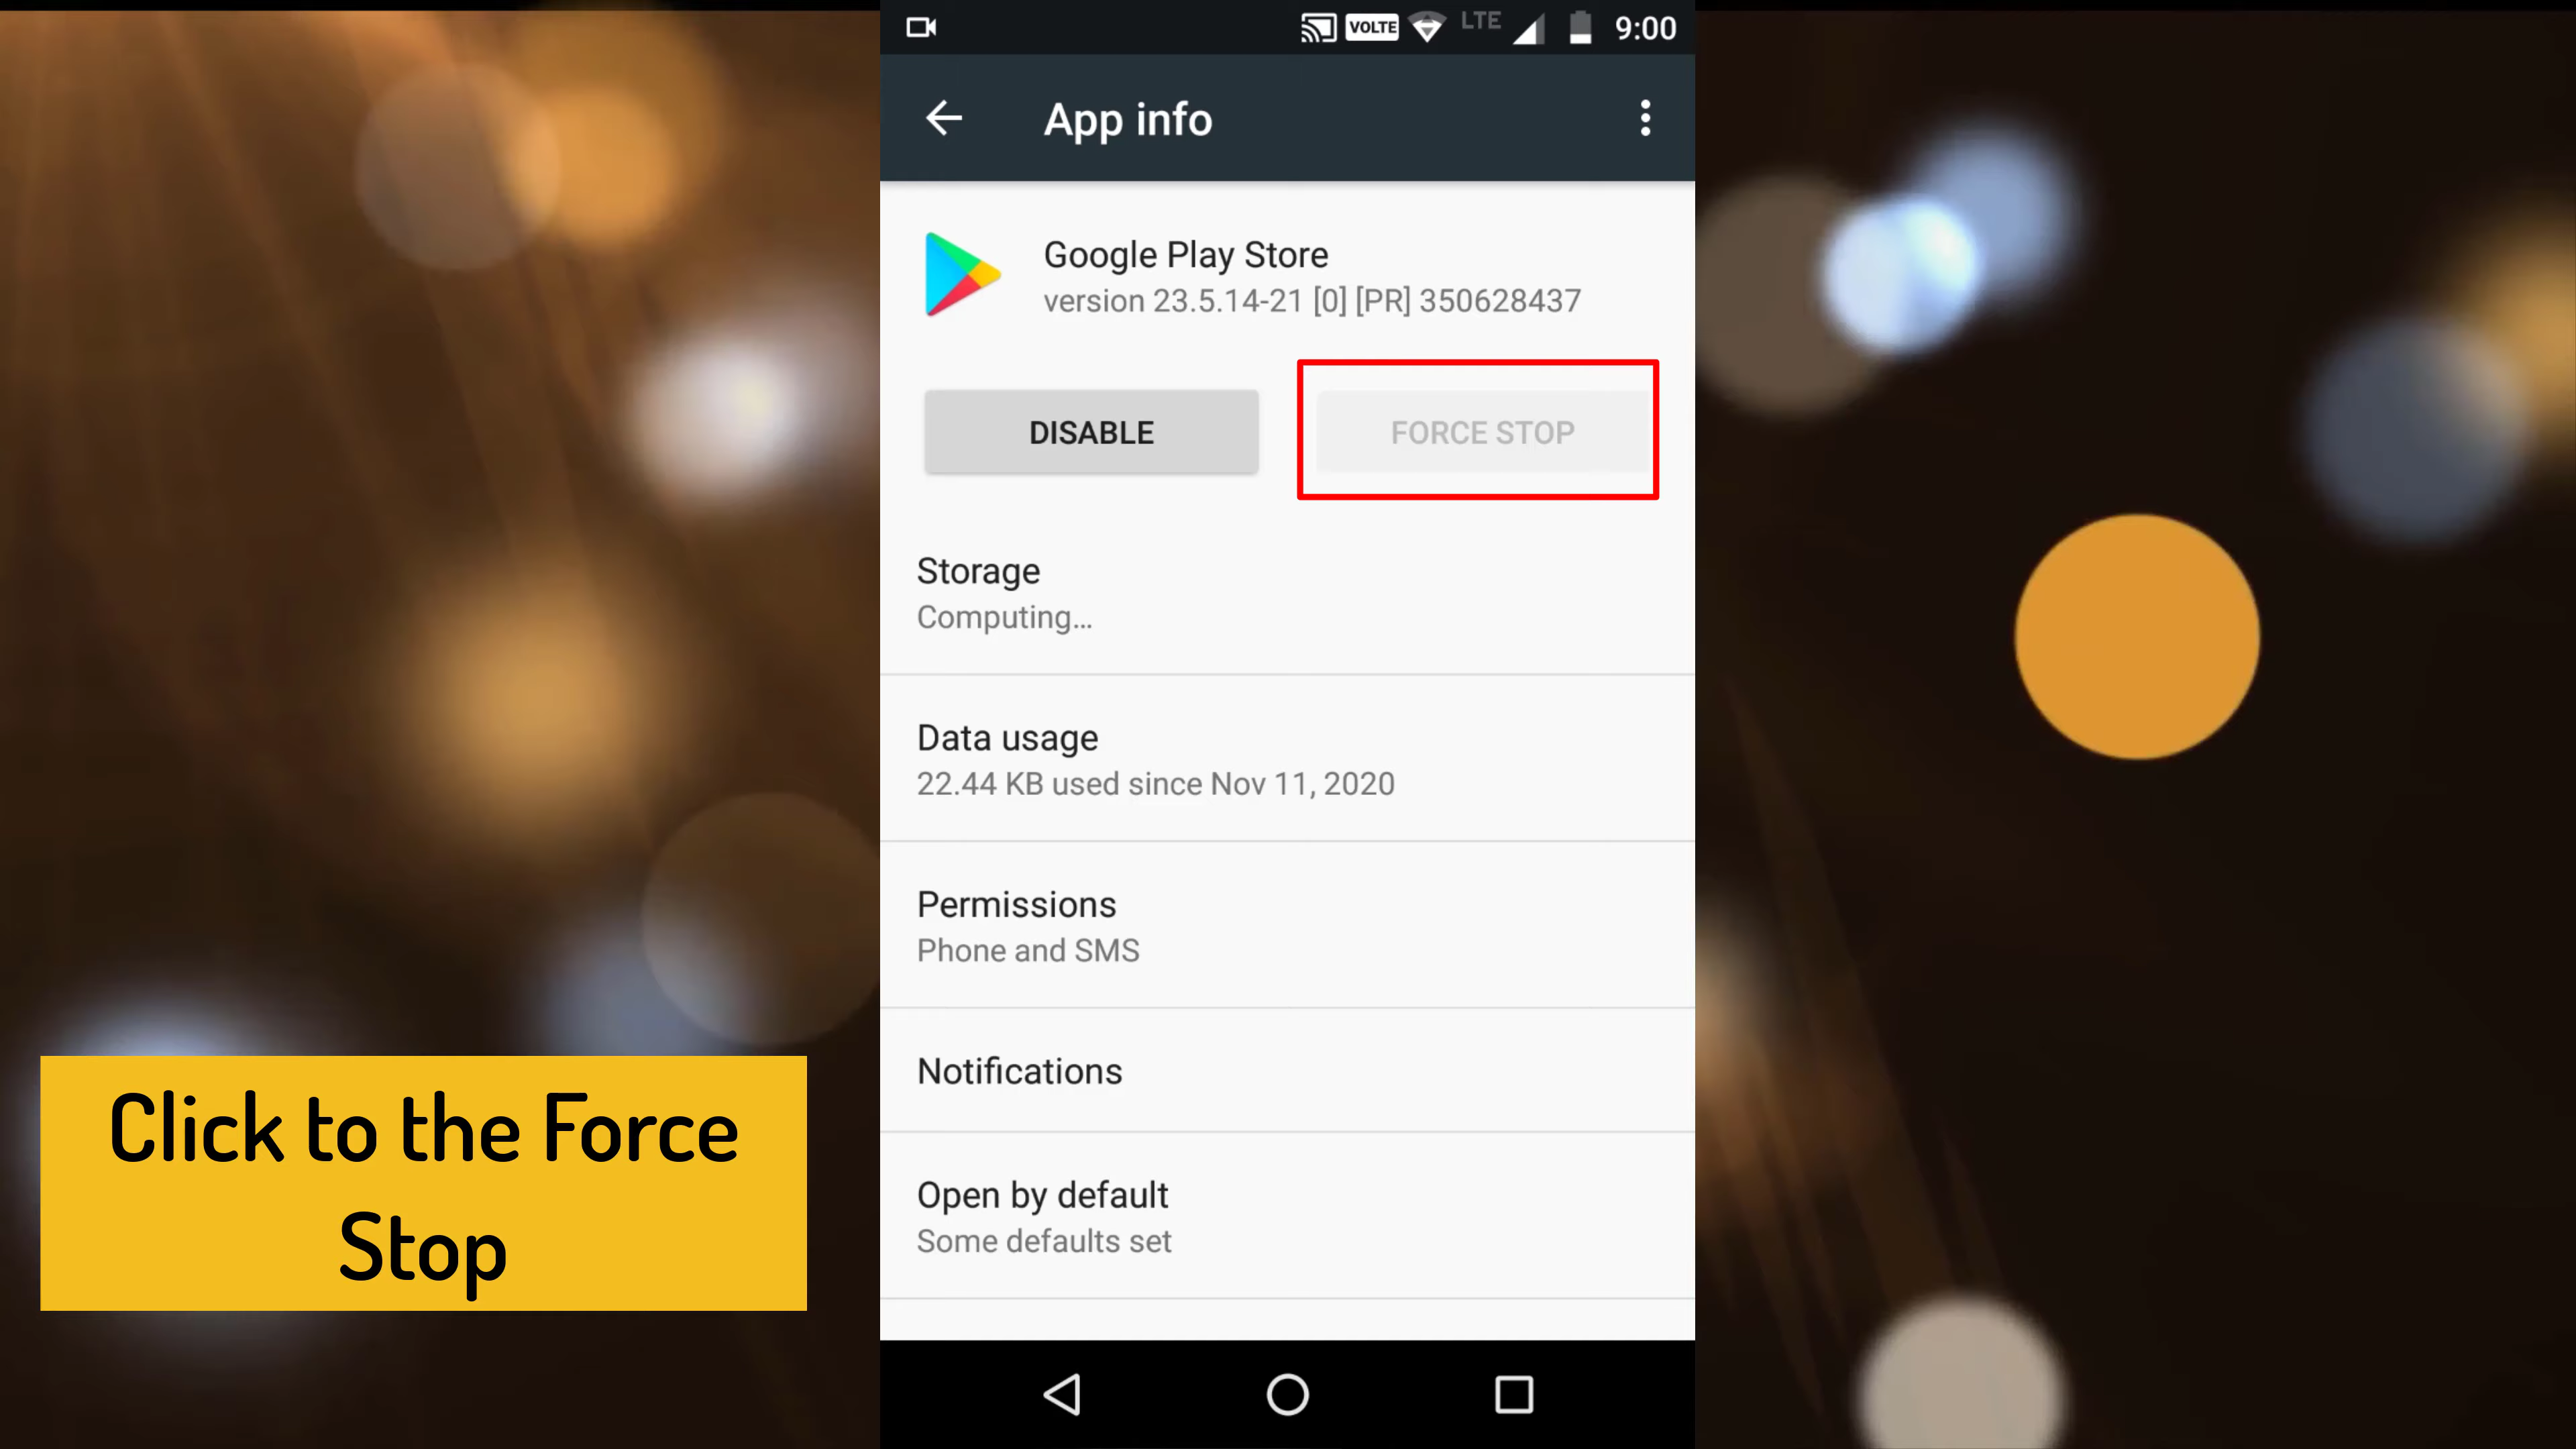 VOLTE LTE 9:00
App info
Google Play Store
version 23.5.14-21 [0] [PR] 350628437
DISABLE FORCE STOP
Storage
Computing...
Data usage
22.44 KB used since Nov 11, 2020
Permissions
Phone and SMS
Notifications
Open by default
Some defaults set
Click to the Force
Stop